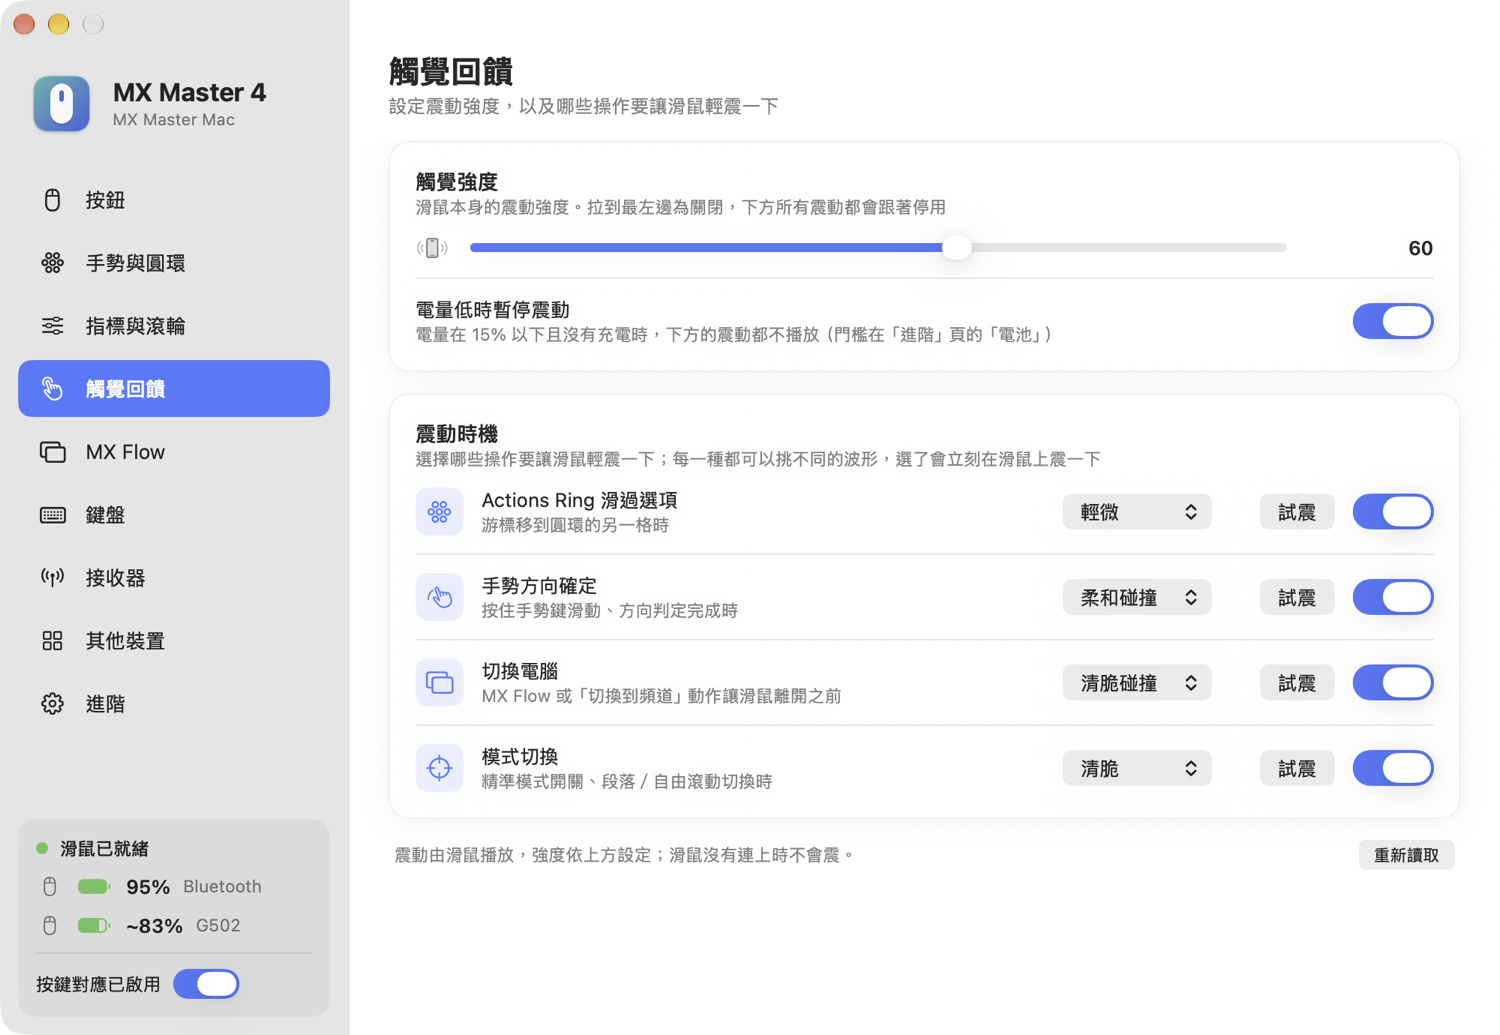 MX Master 4
MX Master Mac
按鈕
手勢與圓環
指標與滾輪
觸覺回饋
MX Flow
鍵盤
接收器
其他裝置
進階
滑鼠已就緒
95% Bluetooth
~83% G502
按鍵對應已啟用
觸覺回饋
設定震動強度，以及哪些操作要讓滑鼠輕震一下
觸覺強度
滑鼠本身的震動強度。拉到最左邊為關閉，下方所有震動都會跟著停用
60
電量低時暫停震動
電量在 15% 以下且沒有充電時，下方的震動都不播放（門檻在「進階」頁的「電池」）
震動時機
選擇哪些操作要讓滑鼠輕震一下；每一種都可以挑不同的波形，選了會立刻在滑鼠上震一下
Actions Ring 滑過選項
游標移到圓環的另一格時
輕微
試震
手勢方向確定
按住手勢鍵滑動、方向判定完成時
柔和碰撞
試震
切換電腦
MX Flow 或「切換到頻道」動作讓滑鼠離開之前
清脆碰撞
試震
模式切換
精準模式開關、段落 / 自由滾動切換時
清脆
試震
震動由滑鼠播放，強度依上方設定；滑鼠沒有連上時不會震。
重新讀取